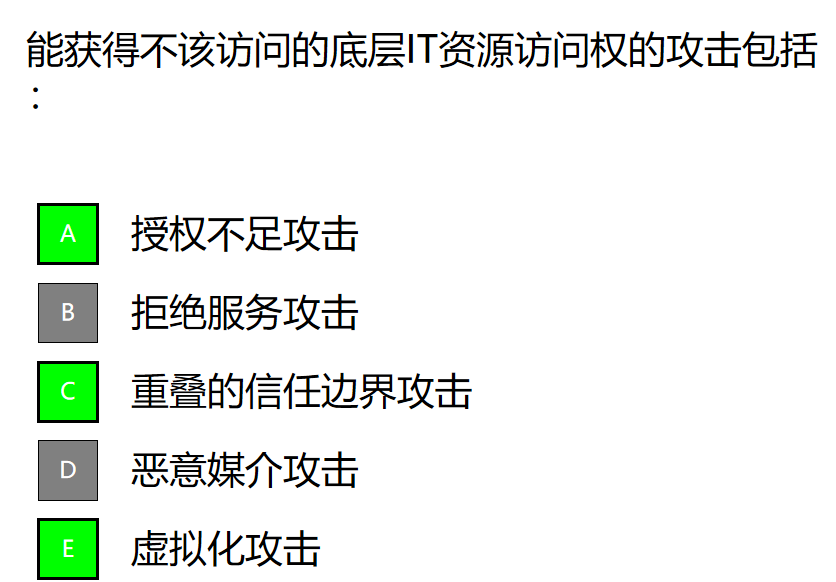 能获得不该访问的底层IT资源访问权的攻击包括
：
A 授权不足攻击
B 拒绝服务攻击
C 重叠的信任边界攻击
D 恶意媒介攻击
E 虚拟化攻击